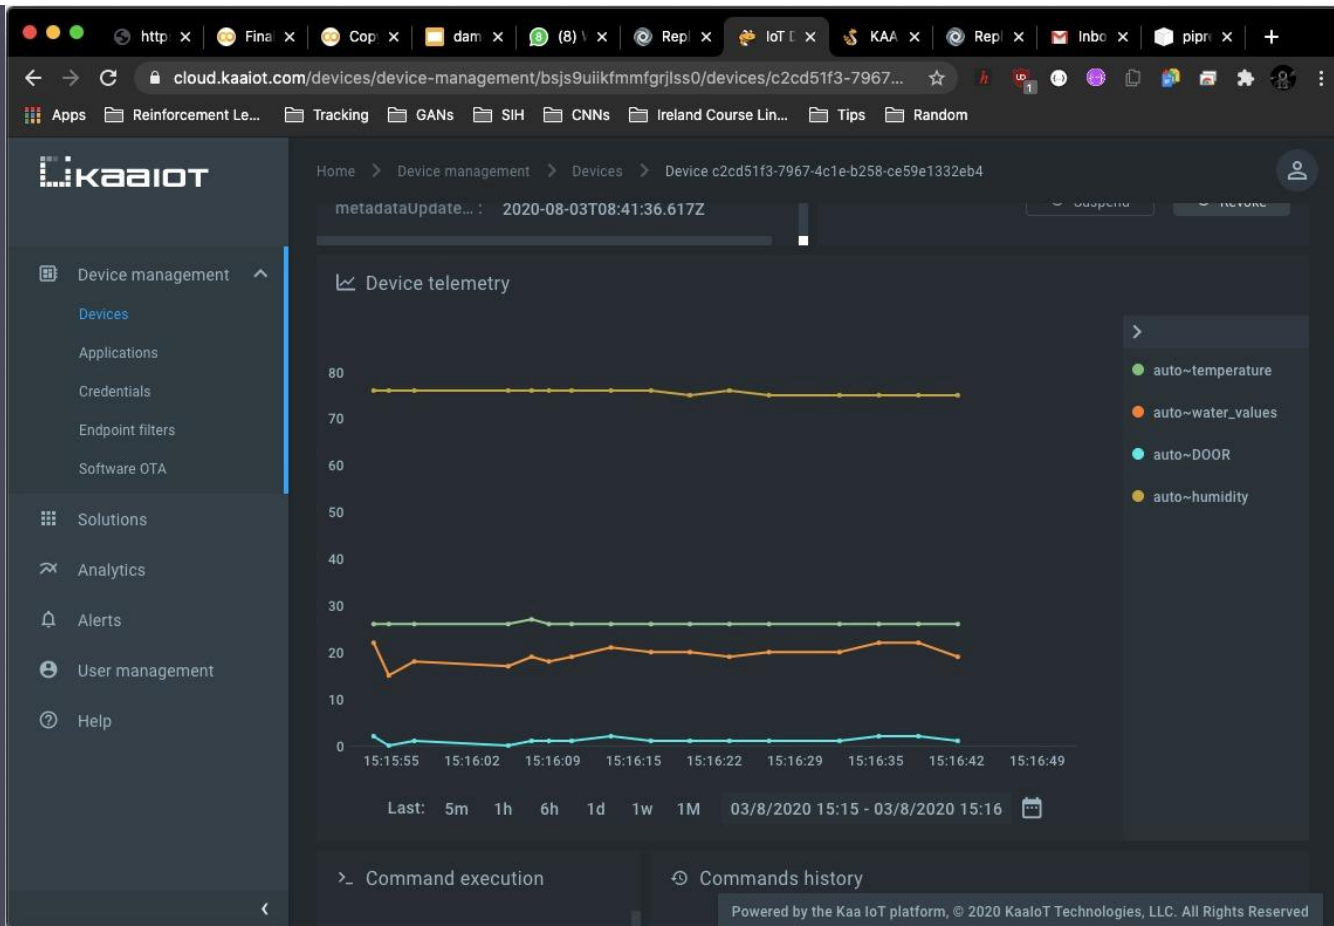 http
Fina
Cop
dam
(8) \
Repl
IoT D
KAA
Repl
Inbo
pipr
cloud.kaaiot.com/devices/device-management/bsjs9uiikfmmfgrjlss0/devices/c2cd51f3-7967...
1
Apps
Reinforcement Le...
Tracking
GANs
SIH
CNNs
Ireland Course Lin...
Tips
Random
kaaIoT
Home > Device management > Devices > Device c2cd51f3-7967-4c1e-b258-ce59e1332eb4
metadataUpdate... : 2020-08-03T08:41:36.617Z
Suspend
Revoke
Device management
Devices
Applications
Credentials
Endpoint filters
Software OTA
Solutions
Analytics
Alerts
User management
Help
Device telemetry
80
70
60
50
40
30
20
10
0
15:15:55 15:16:02 15:16:09 15:16:15 15:16:22 15:16:29 15:16:35 15:16:42 15:16:49
auto~temperature
auto~water_values
auto~DOOR
auto~humidity
Last: 5m 1h 6h 1d 1w 1M 03/8/2020 15:15 - 03/8/2020 15:16
>_ Command execution
Commands history
Powered by the Kaa IoT platform, © 2020 KaaIoT Technologies, LLC. All Rights Reserved